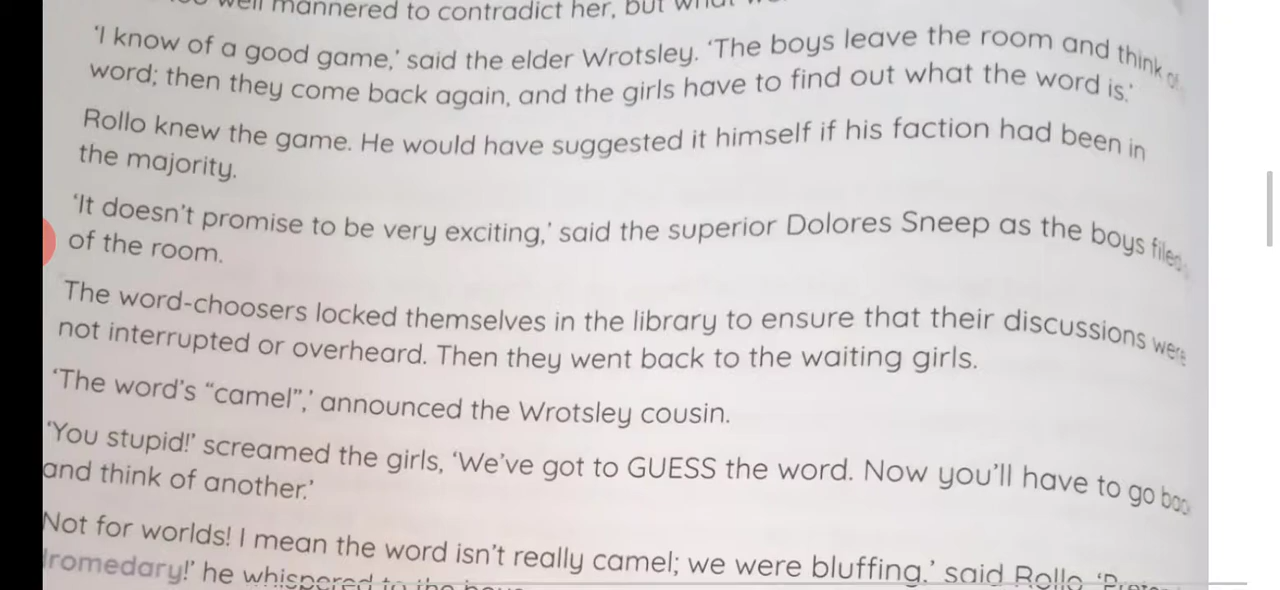 well mannered to contradict her, but
‘I know of a good game,’ said the elder Wrotsley. ‘The boys leave the room and think
word; then they come back again, and the girls have to find out what the word is.’
Rollo knew the game. He would have suggested it himself if his faction had been in
the majority.
‘It doesn’t promise to be very exciting,’ said the superior Dolores Sneep as the boys filed
of the room.
The word-choosers locked themselves in the library to ensure that their discussions were
not interrupted or overheard. Then they went back to the waiting girls.
‘The word’s “camel”,’ announced the Wrotsley cousin.
‘You stupid!’ screamed the girls, ‘We’ve got to GUESS the word. Now you’ll have to go
and think of another.’
Not for worlds! I mean the word isn’t really camel; we were bluffing.’ said Rollo.
dromedary!’ he whispered to the